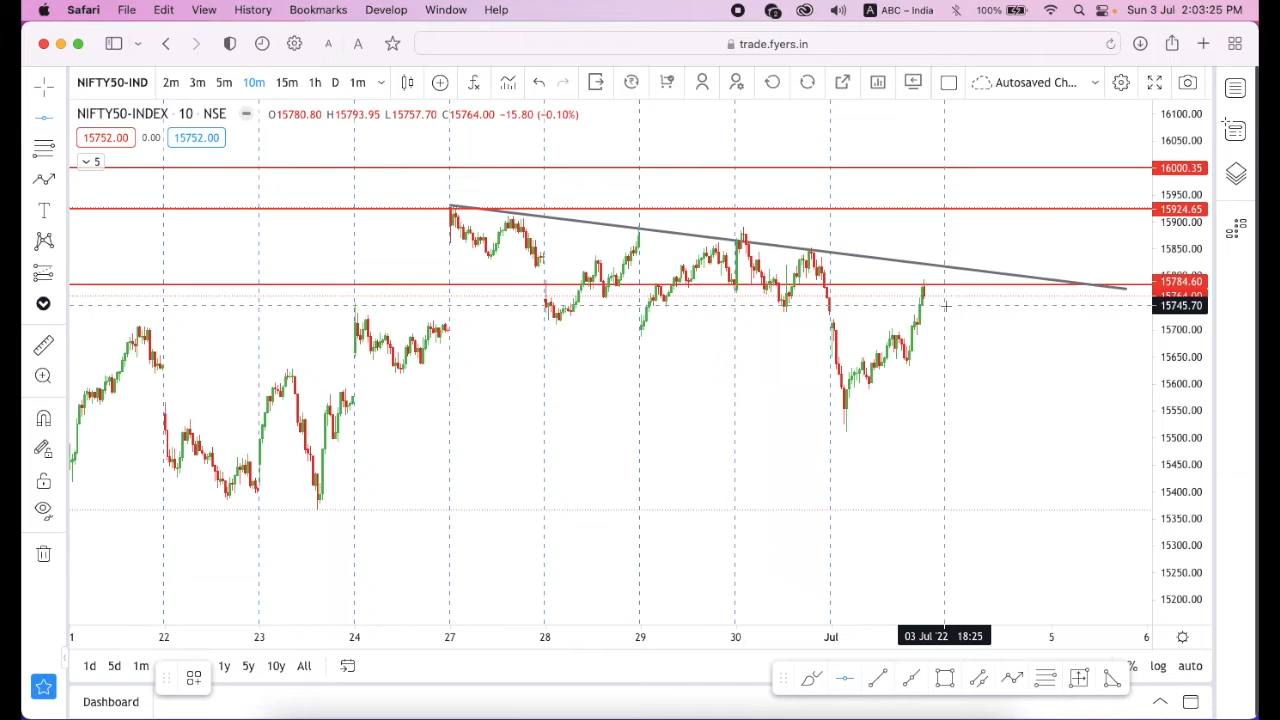 Safari File Edit View History Bookmarks Develop Window Help 2 A ABC – India 100% Sun 3 Jul 2:03:25 PM
A A trade.fyers.in
NIFTY50-IND 2m 3m 5m 10m 15m 1h D 1m Autosaved Ch...
NIFTY50-INDEX · 10 · NSE O15780.80 H15793.95 L15757.70 C15764.00 −15.80 (−0.10%)
15752.00 0.00 15752.00
5
16100.00
16050.00
16000.35
15950.00
15924.65
15900.00
15850.00
15800.00
15784.60
15764.00
15745.70
15700.00
15650.00
15600.00
15550.00
15500.00
15450.00
15400.00
15350.00
15300.00
15250.00
15200.00
1 22 23 24 27 28 29 30 Jul 03 Jul '22 18:25 5 6
1d 5d 1m 1y 5y 10y All % log auto
Dashboard